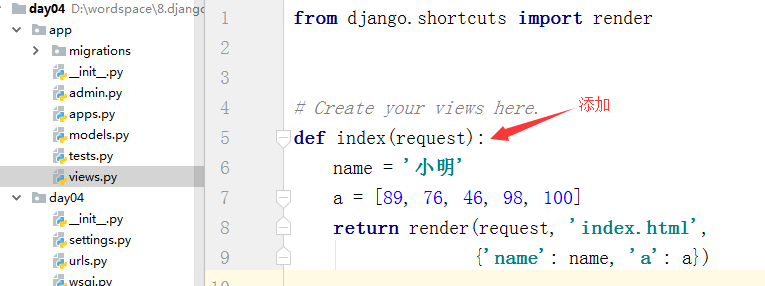 day04 D:\wordspace\8.django
app
migrations
__init__.py
admin.py
apps.py
models.py
tests.py
views.py
day04
__init__.py
settings.py
urls.py
wsgi.py
1 from django.shortcuts import render
2
3
4 # Create your views here.
添加
5 def index(request):
6 name = '小明'
7 a = [89, 76, 46, 98, 100]
8 return render(request, 'index.html',
9 {'name': name, 'a': a})
10